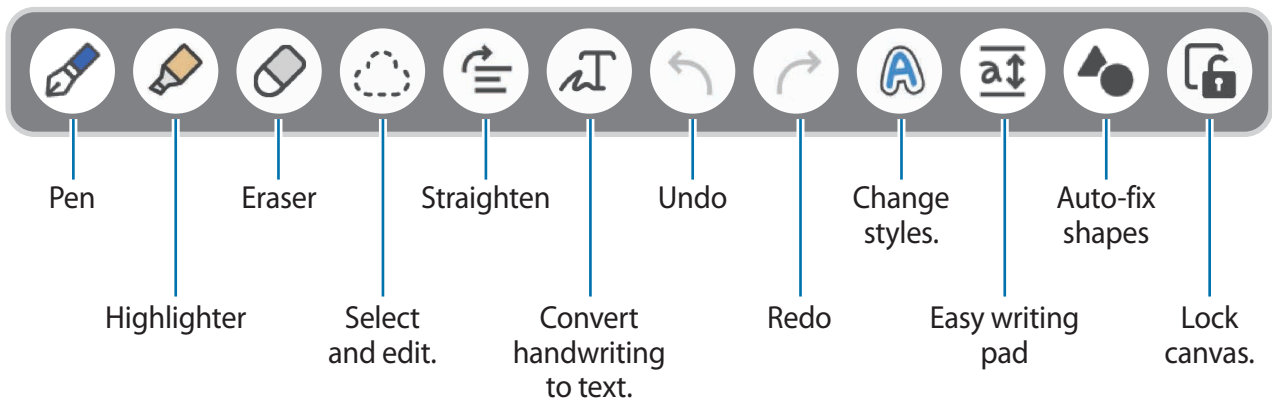 Pen
Eraser
Straighten
Undo
Change
styles.
Auto-fix
shapes
Highlighter
Select
and edit.
Convert
handwriting
to text.
Redo
Easy writing
pad
Lock
canvas.